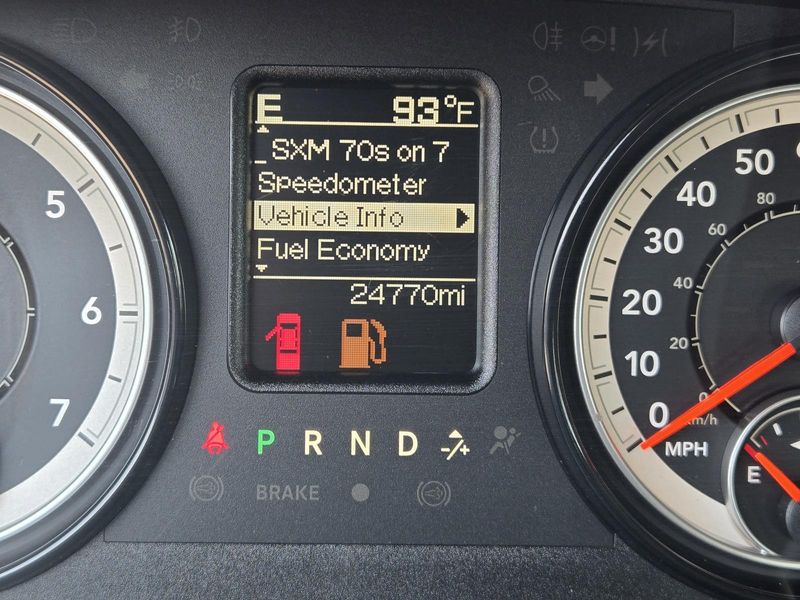 E 93°F
SXM 70s on 7
Speedometer
Vehicle Info
Fuel Economy
24770mi
P R N D
BRAKE
5
6
7
50
40
30
20
10
0
MPH
80
60
40
20
0
km/h
E